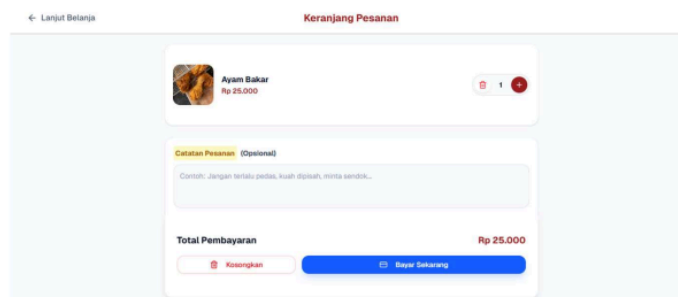 ← Lanjut Belanja
Keranjang Pesanan
Ayam Bakar
Rp 25.000
1 +
Catatan Pesanan (Opsional)
Contoh: Jangan terlalu pedas, kuah dipisah, minta sendok...
Total Pembayaran
Rp 25.000
Kosongkan
Bayar Sekarang